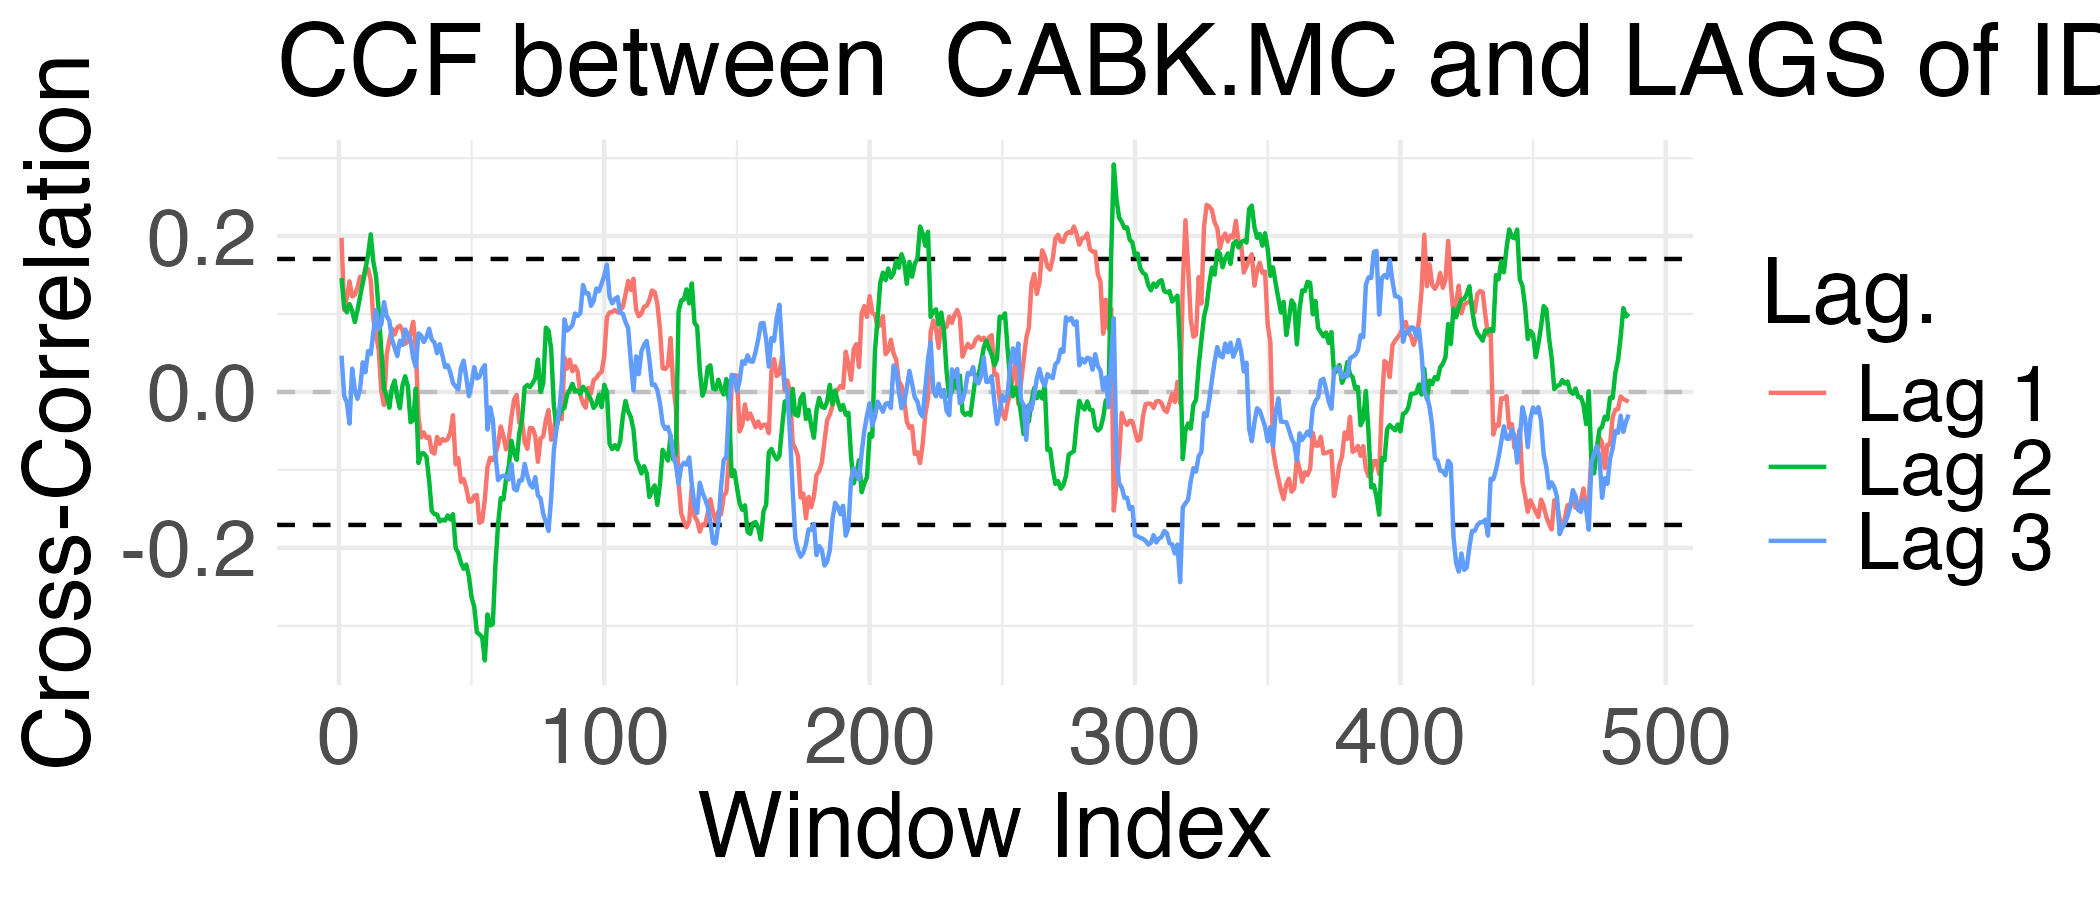 CCF between  CABK.MC and LAGS of ID
Cross-Correlation
0.2
0.0
-0.2
0
100
200
300
400
500
Window Index
Lag.
Lag 1
Lag 2
Lag 3